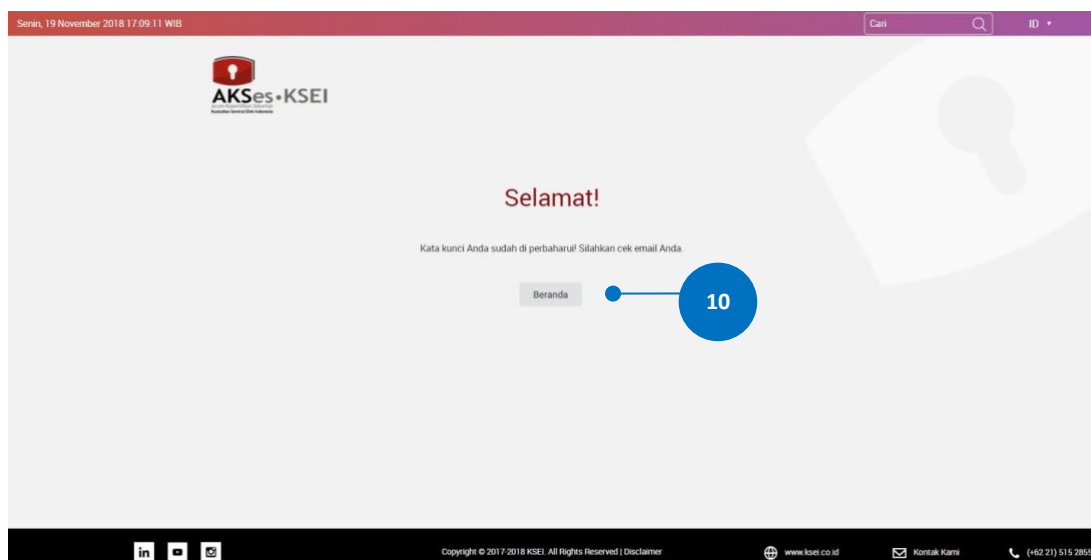 Senin, 19 November 2018 17:09:11 WIB
Cari
ID
AKSes•KSEI
Selamat!
Kata kunci Anda sudah di perbaharui! Silahkan cek email Anda.
Beranda
10
in
Copyright © 2017-2018 KSEI. All Rights Reserved | Disclaimer
www.ksei.co.id
Kontak Kami
(+62 21) 515 285